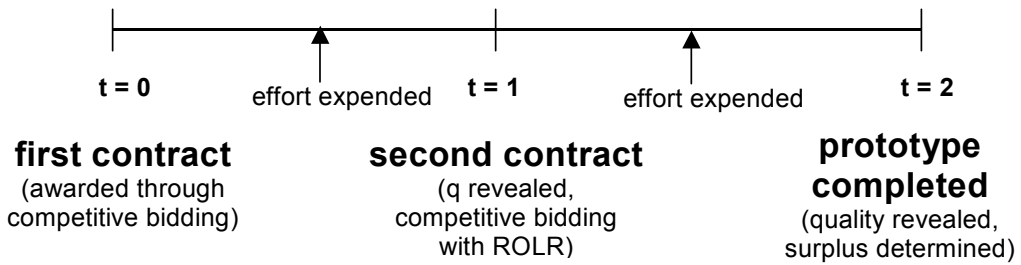 t = 0
effort expended
t = 1
effort expended
t = 2
first contract
(awarded through
competitive bidding)
second contract
(q revealed,
competitive bidding
with ROLR)
prototype
completed
(quality revealed,
surplus determined)